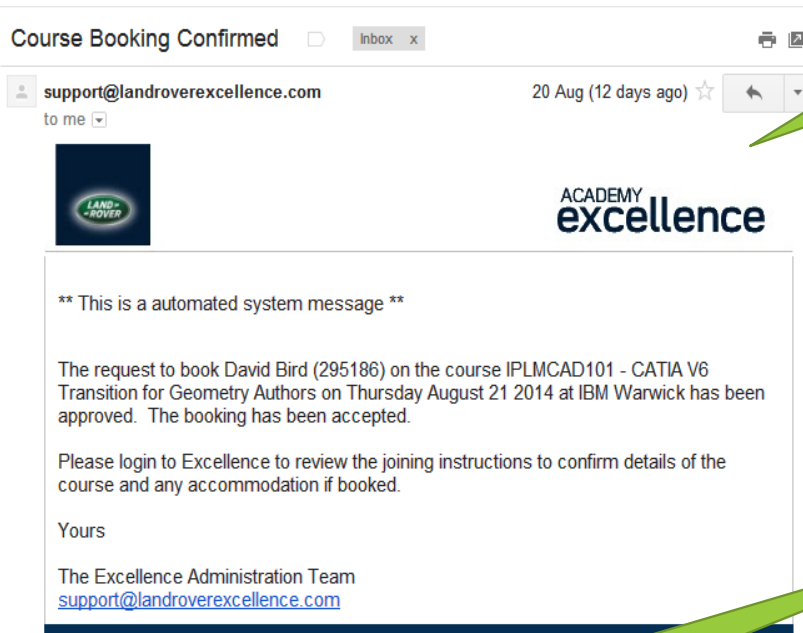 Course Booking Confirmed Inbox x
support@landroverexcellence.com 20 Aug (12 days ago)
to me
LAND-
-ROVER
ACADEMY
excellence
** This is a automated system message **
The request to book David Bird (295186) on the course IPLMCAD101 - CATIA V6
Transition for Geometry Authors on Thursday August 21 2014 at IBM Warwick has been
approved. The booking has been accepted.
Please login to Excellence to review the joining instructions to confirm details of the
course and any accommodation if booked.
Yours
The Excellence Administration Team
support@landroverexcellence.com